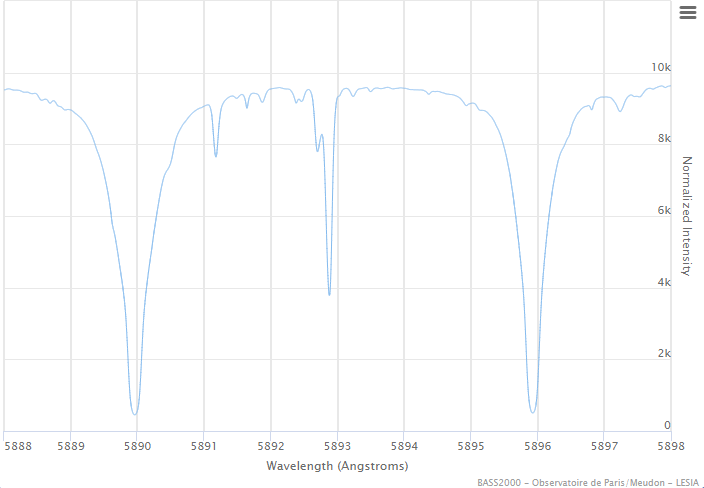 10k
8k
6k
4k
2k
0
Normalized Intensity
5888 5889 5890 5891 5892 5893 5894 5895 5896 5897 5898
Wavelength (Angstroms)
BASS2000 - Observatoire de Paris/Meudon - LESIA